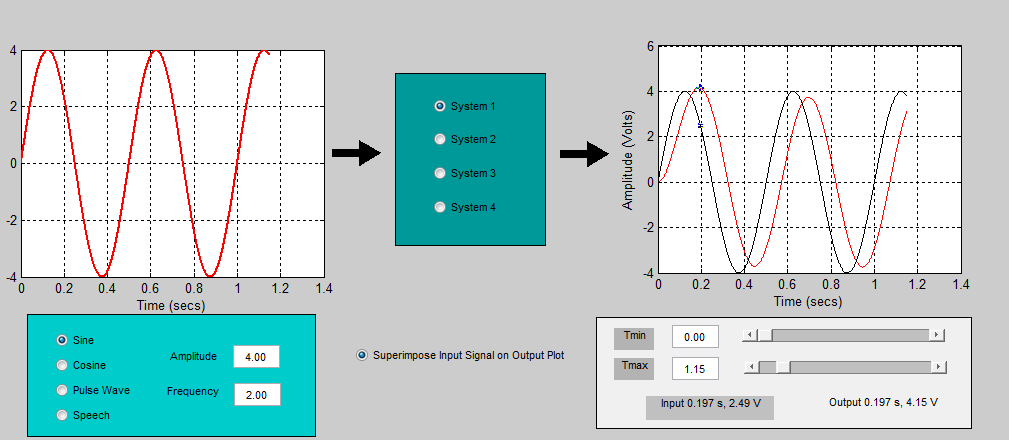 4
2
0
-2
-4
0 0.2 0.4 0.6 0.8 1 1.2 1.4
Time (secs)
System 1
System 2
System 3
System 4
Amplitude (Volts)
6
4
2
0
-2
-4
0 0.2 0.4 0.6 0.8 1 1.2 1.4
Time (secs)
Sine
Cosine
Pulse Wave
Speech
Amplitude 4.00
Frequency 2.00
Superimpose Input Signal on Output Plot
Tmin 0.00
Tmax 1.15
Input 0.197 s, 2.49 V
Output 0.197 s, 4.15 V